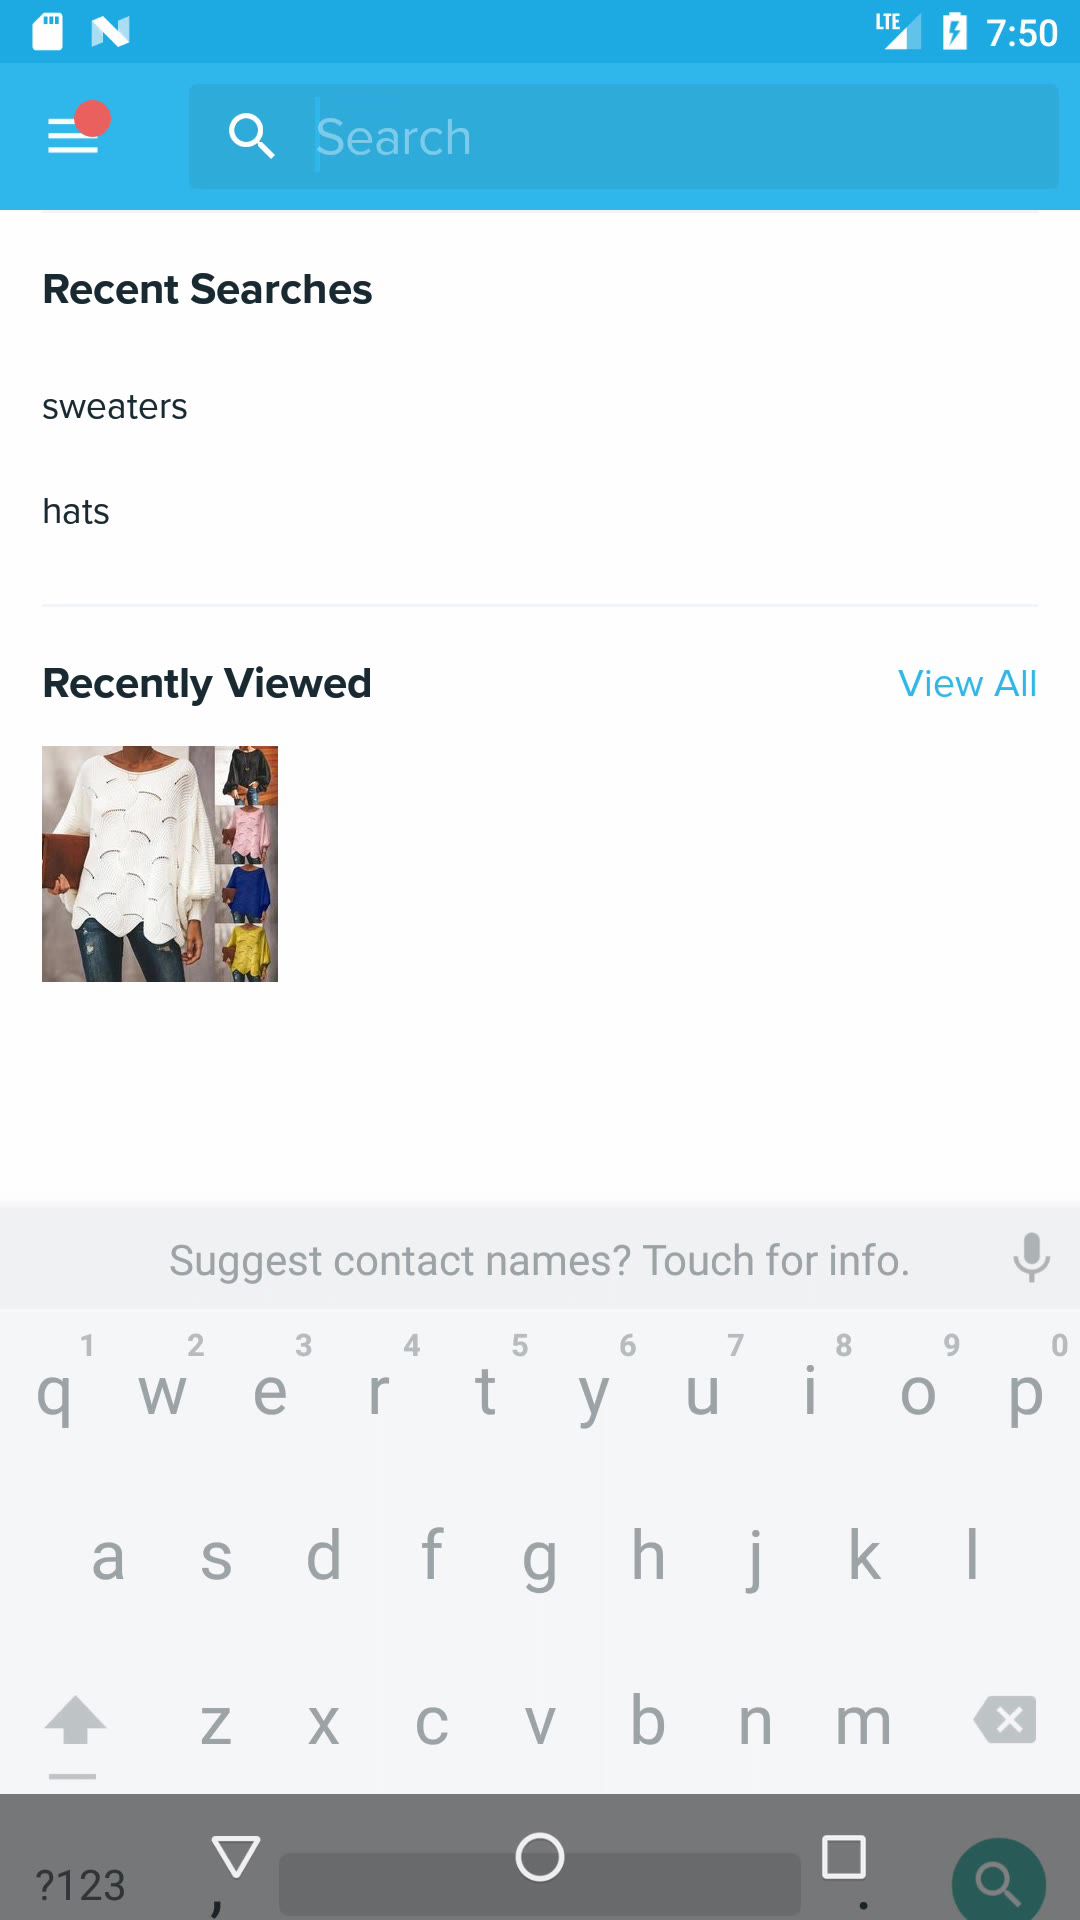 LTE 7:50
Search
Recent Searches
sweaters
hats
Recently Viewed View All
Suggest contact names? Touch for info.
1 2 3 4 5 6 7 8 9 0
q w e r t y u i o p
a s d f g h j k l
z x c v b n m
?123 , .